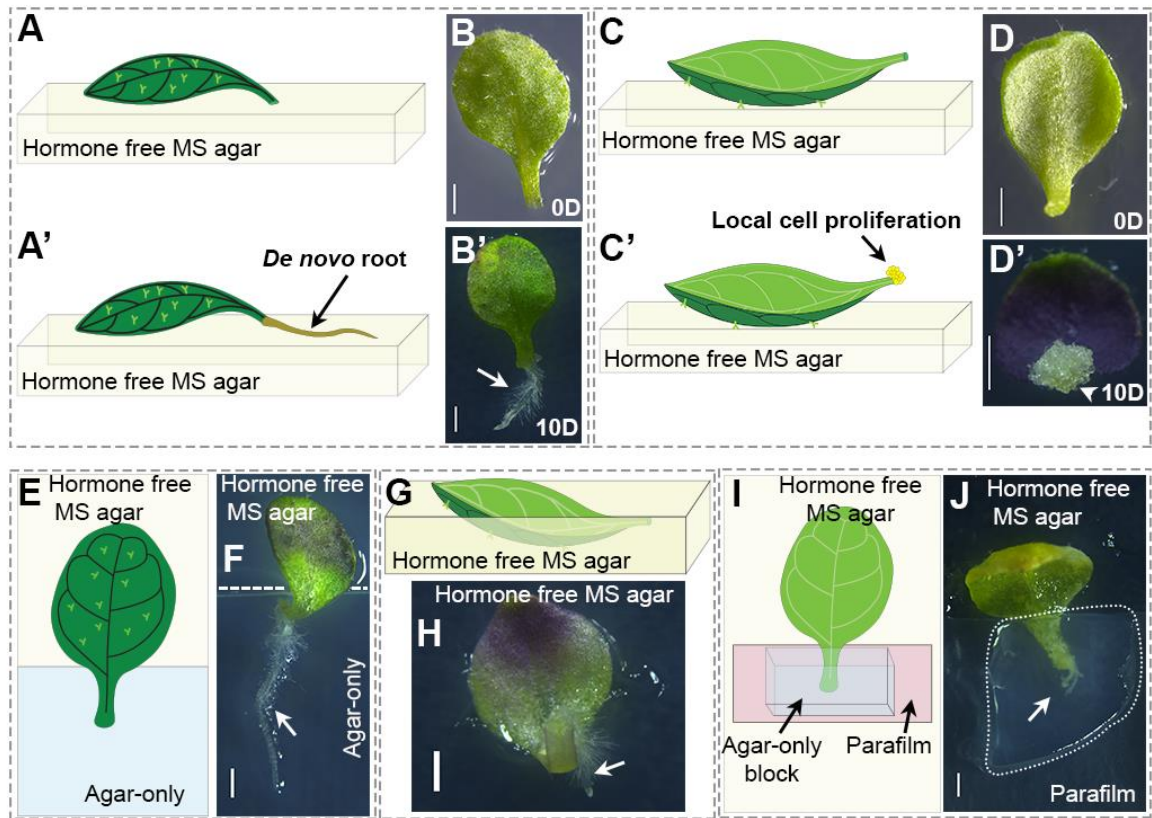 A
Hormone free MS agar
B
0D
A’
De novo root
Hormone free MS agar
B’
10D
C
Hormone free MS agar
D
0D
Local cell proliferation
C’
Hormone free MS agar
D’
10D
E
Hormone free
MS agar
Agar-only
Hormone free
MS agar
F
Agar-only
G
Hormone free MS agar
Hormone free MS agar
H
I
Hormone free
MS agar
Agar-only
block
Parafilm
J
Hormone free
MS agar
Parafilm